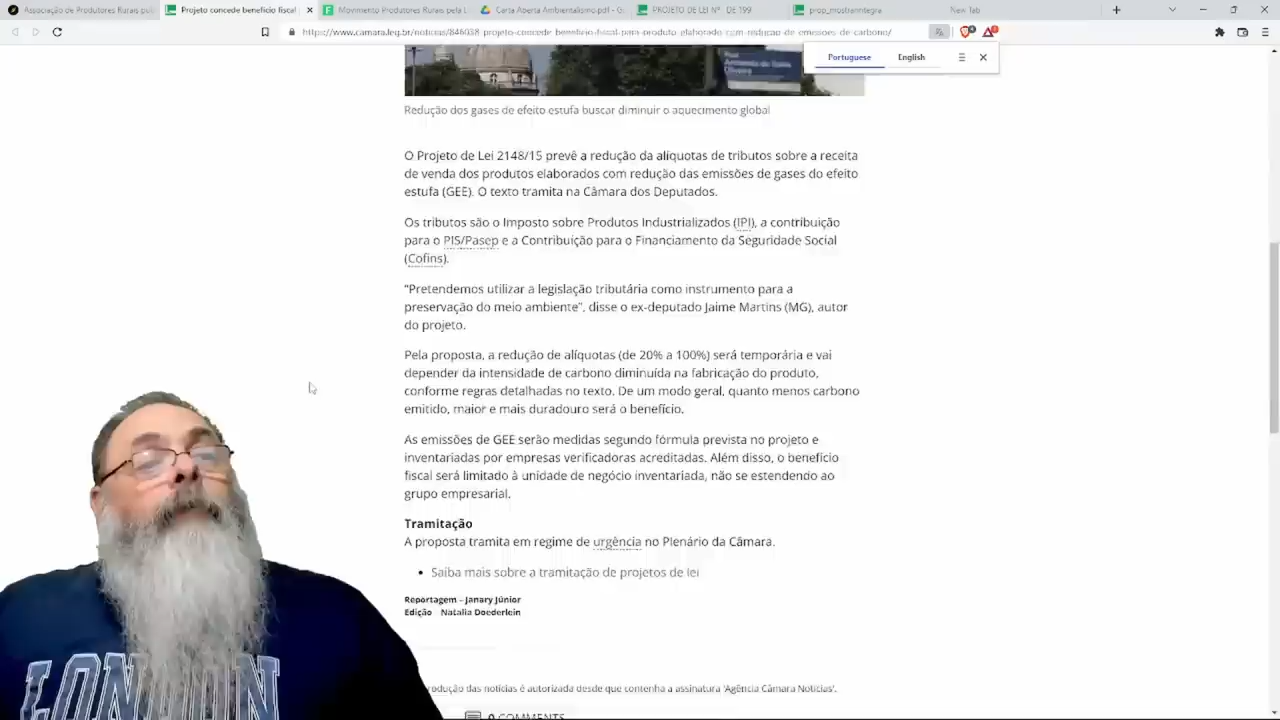 Associação de Produtores Rurais pub
Projeto concede benefício fiscal
Movimento Produtores Rurais pela L
Carta Aberta Ambientalismo.pdf - G
PROJETO DE LEI Nº DE 199
prop_mostrarintegra
New Tab
https://www.camara.leg.br/noticias/846038-projeto-concede-beneficio-fiscal-para-produto-elaborado-com-reducao-de-emissoes-de-carbono/
Portuguese English
Redução dos gases de efeito estufa buscar diminuir o aquecimento global
O Projeto de Lei 2148/15 prevê a redução da alíquotas de tributos sobre a receita
de venda dos produtos elaborados com redução das emissões de gases do efeito
estufa (GEE). O texto tramita na Câmara dos Deputados.
Os tributos são o Imposto sobre Produtos Industrializados (IPI), a contribuição
para o PIS/Pasep e a Contribuição para o Financiamento da Seguridade Social
(Cofins).
"Pretendemos utilizar a legislação tributária como instrumento para a
preservação do meio ambiente", disse o ex-deputado Jaime Martins (MG), autor
do projeto.
Pela proposta, a redução de alíquotas (de 20% a 100%) será temporária e vai
depender da intensidade de carbono diminuída na fabricação do produto,
conforme regras detalhadas no texto. De um modo geral, quanto menos carbono
emitido, maior e mais duradouro será o benefício.
As emissões de GEE serão medidas segundo fórmula prevista no projeto e
inventariadas por empresas verificadoras acreditadas. Além disso, o benefício
fiscal será limitado à unidade de negócio inventariada, não se estendendo ao
grupo empresarial.
Tramitação
A proposta tramita em regime de urgência no Plenário da Câmara.
• Saiba mais sobre a tramitação de projetos de lei
Reportagem – Janary Júnior
Edição – Natalia Doederlein
rodução das notícias é autorizada desde que contenha a assinatura 'Agência Câmara Notícias'.
0 COMMENTS
LONDON